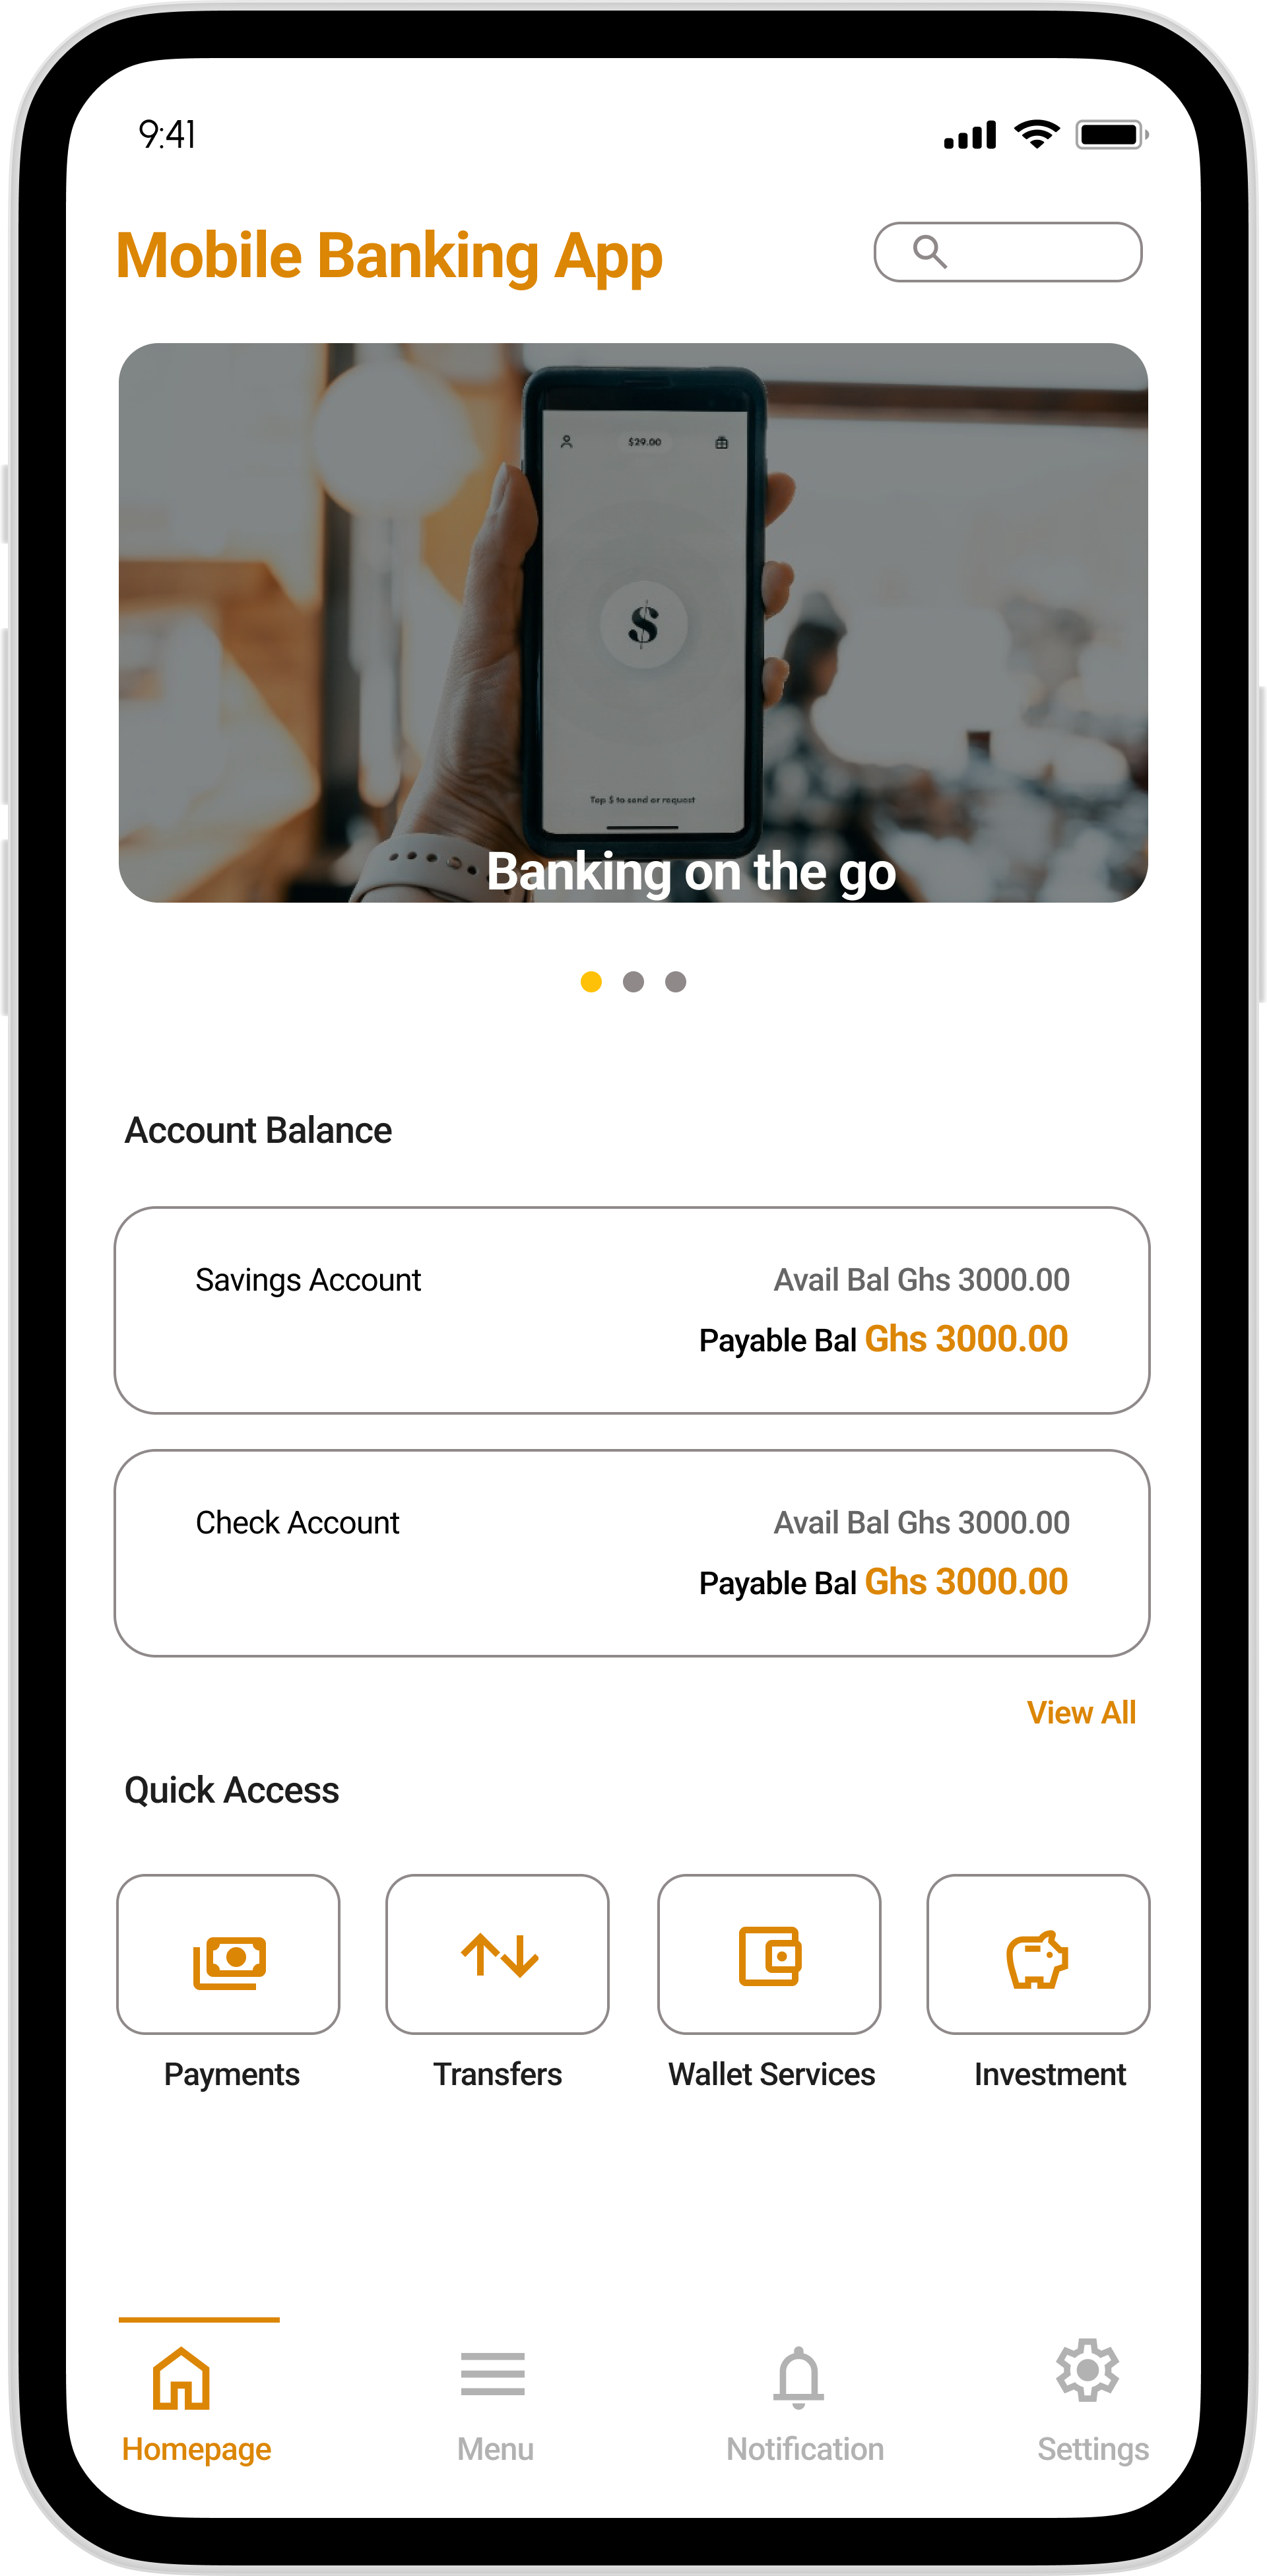 9:41
Mobile Banking App
$29.00
$
Tap $ to send or request
Banking on the go
Account Balance
Savings Account Avail Bal Ghs 3000.00
Payable Bal Ghs 3000.00
Check Account Avail Bal Ghs 3000.00
Payable Bal Ghs 3000.00
View All
Quick Access
Payments Transfers Wallet Services Investment
Homepage Menu Notification Settings